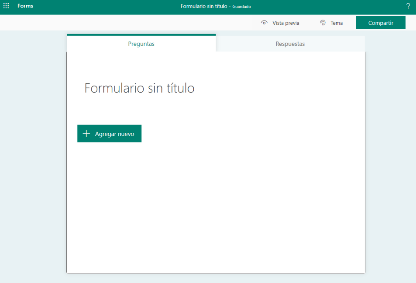 Forms
Formulario sin título - Guardado
?
Vista previa
Tema
Compartir
Preguntas
Respuestas
Formulario sin título
+ Agregar nuevo